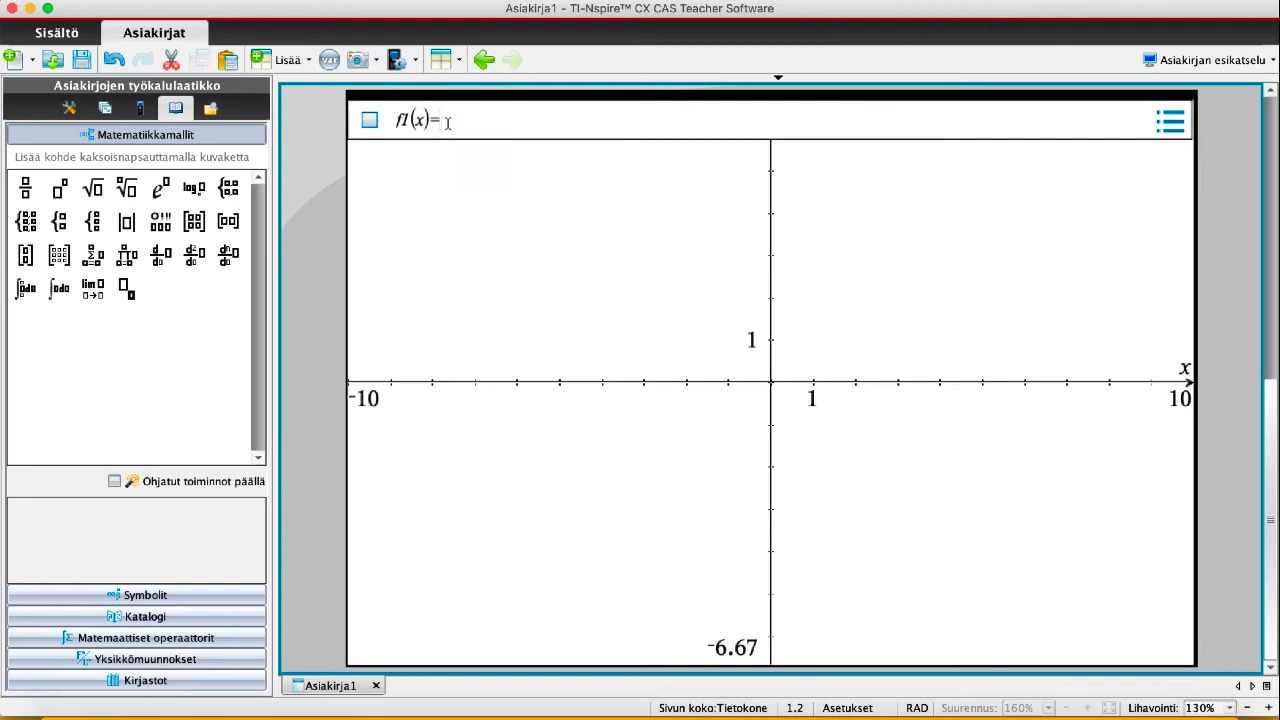 Asiakirja1 - TI-Nspire™ CX CAS Teacher Software
Sisältö Asiakirjat
Lisää var Asiakirjan esikatselu
Asiakirjojen työkalulaatikko
Matematiikkamallit
Lisää kohde kaksoisnapsauttamalla kuvaketta
Ohjatut toiminnot päällä
Symbolit
Katalogi
Matemaattiset operaattorit
Yksikkömuunnokset
Kirjastot
f1(x)=
1
x
-10 1 10
-6.67
Asiakirja1
Sivun koko:Tietokone 1.2 Asetukset RAD Suurennus: 160% Lihavointi: 130%